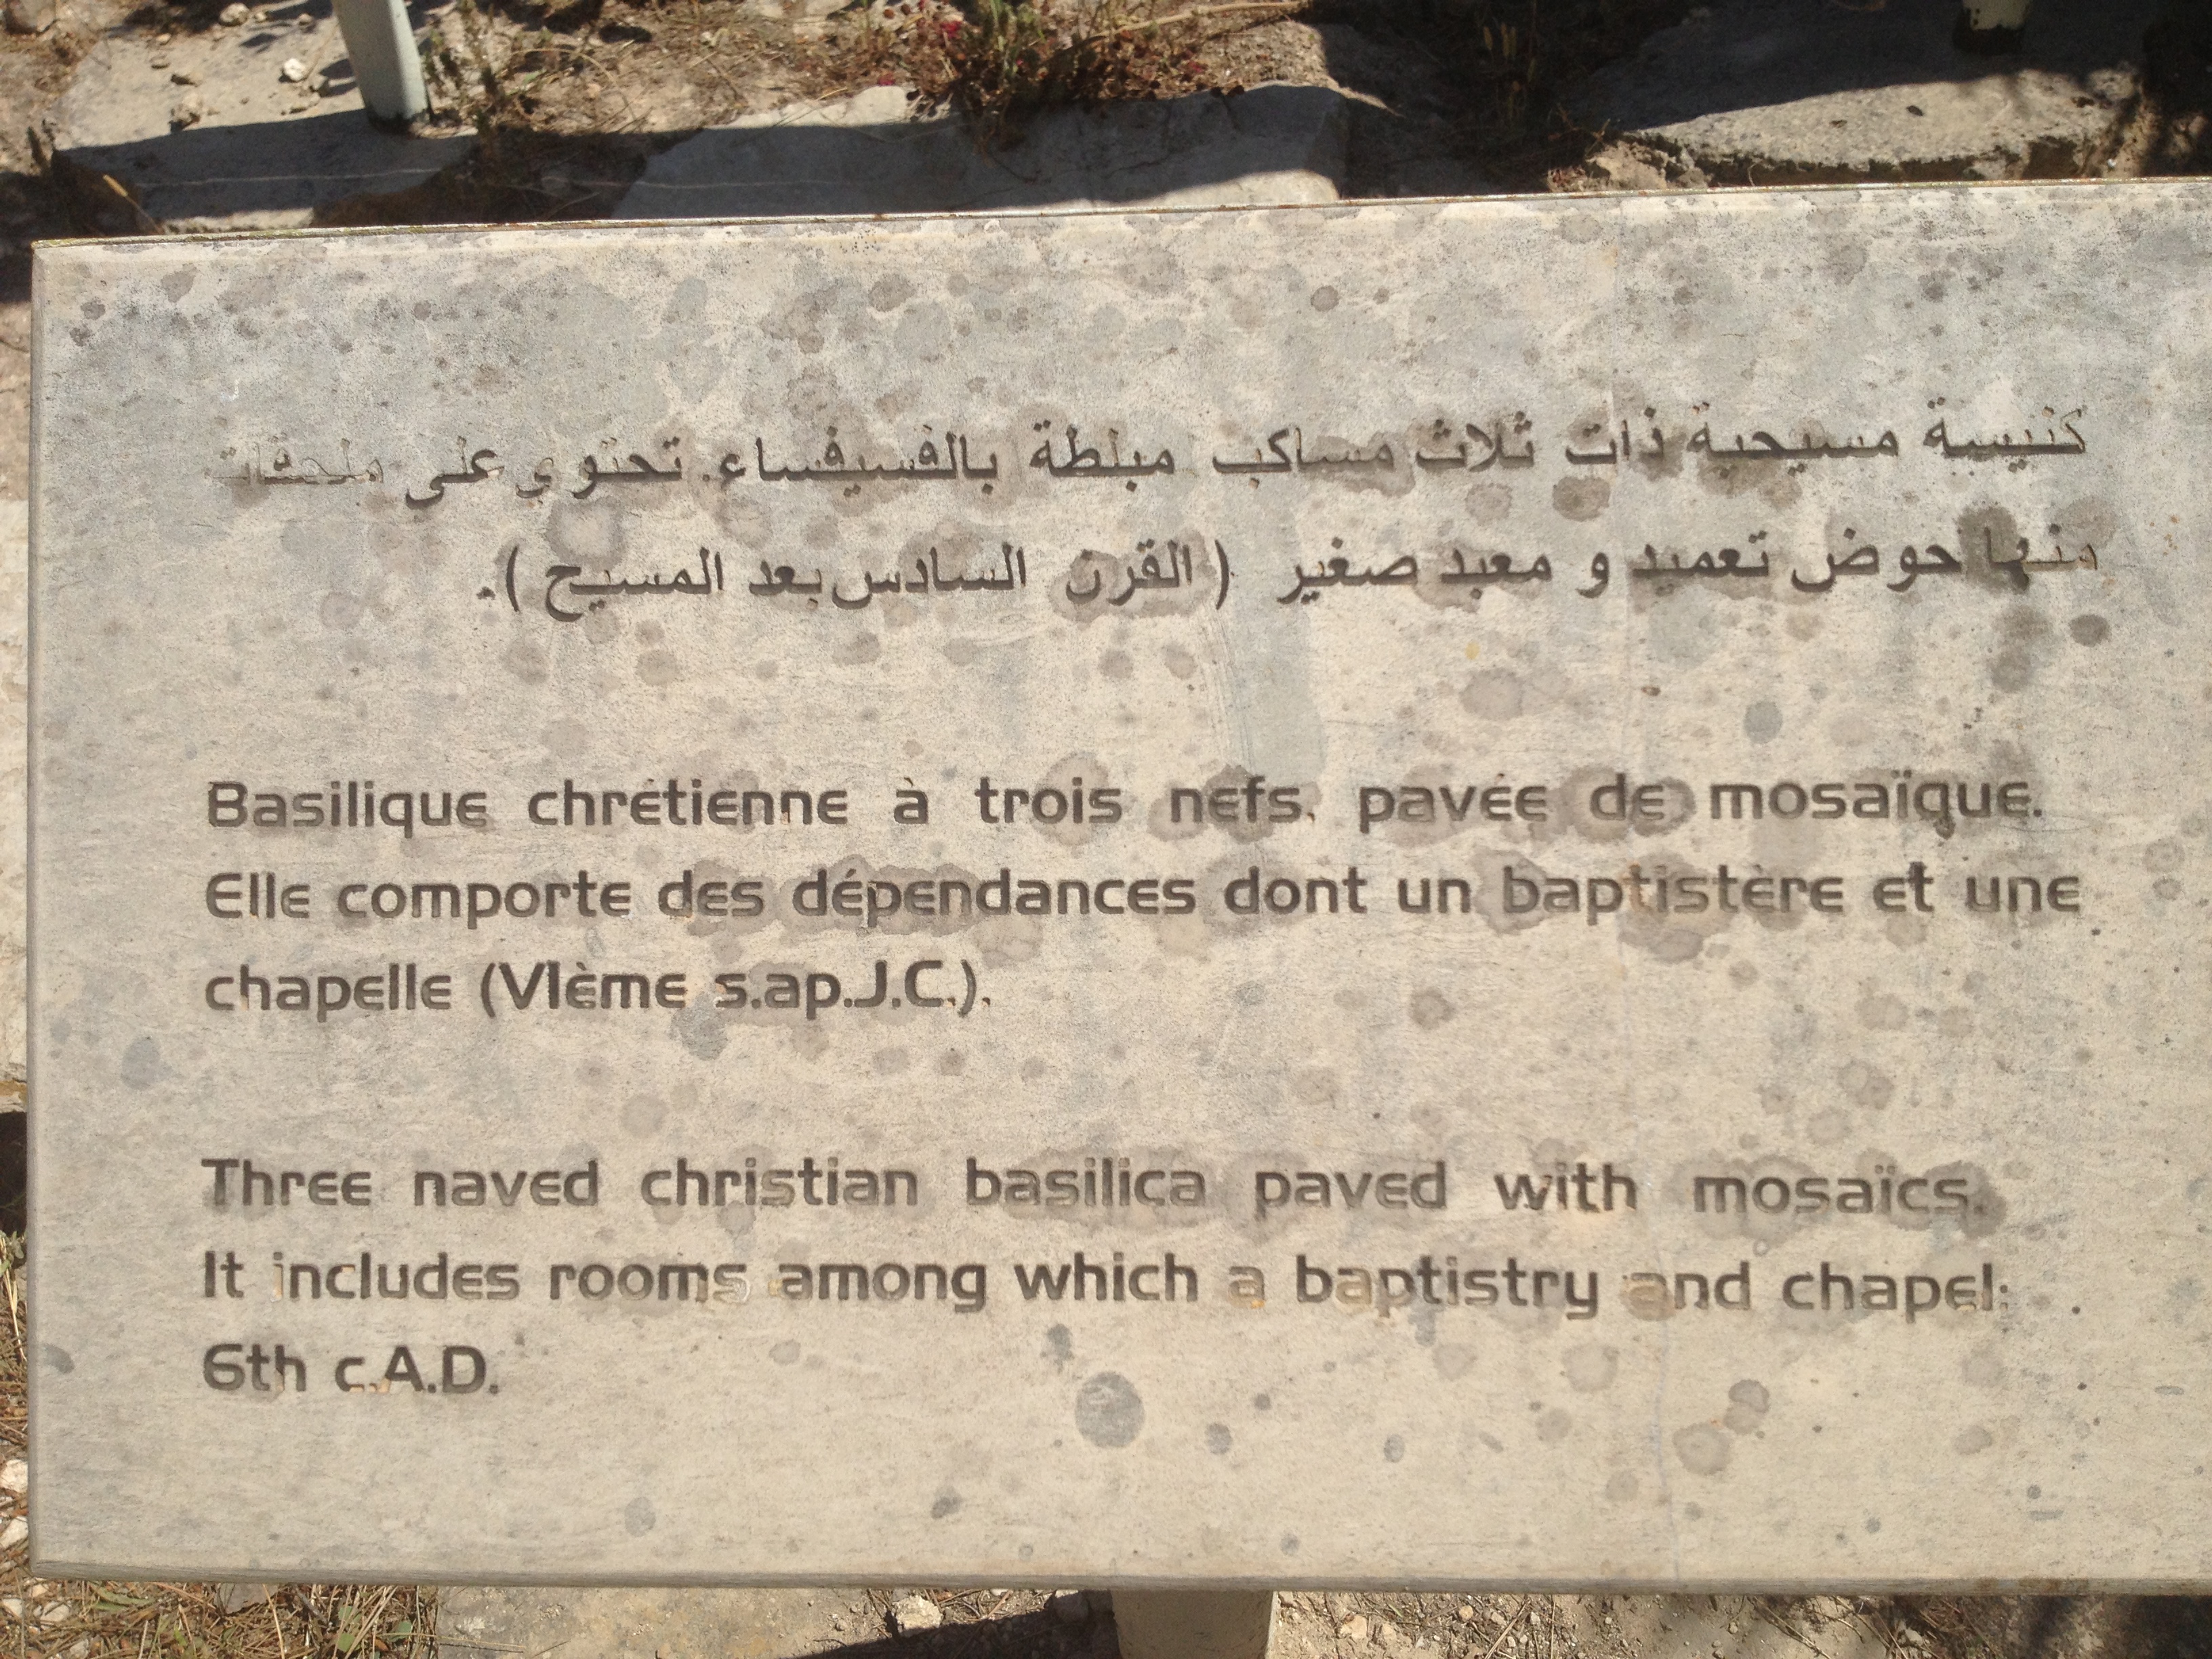 كنيسة مسيحية ذات ثلاث مساكب مبلطة بالفسيفساء. تحتوي على ملحقات
منها حوض تعميد و معبد صغير ( القرن السادس بعد المسيح ).
Basilique chrétienne à trois nefs, pavée de mosaïque.
Elle comporte des dépendances dont un baptistère et une
chapelle (VIème s.ap.J.C.).
Three naved christian basilica paved with mosaïcs.
It includes rooms among which a baptistry and chapel:
6th c.A.D.